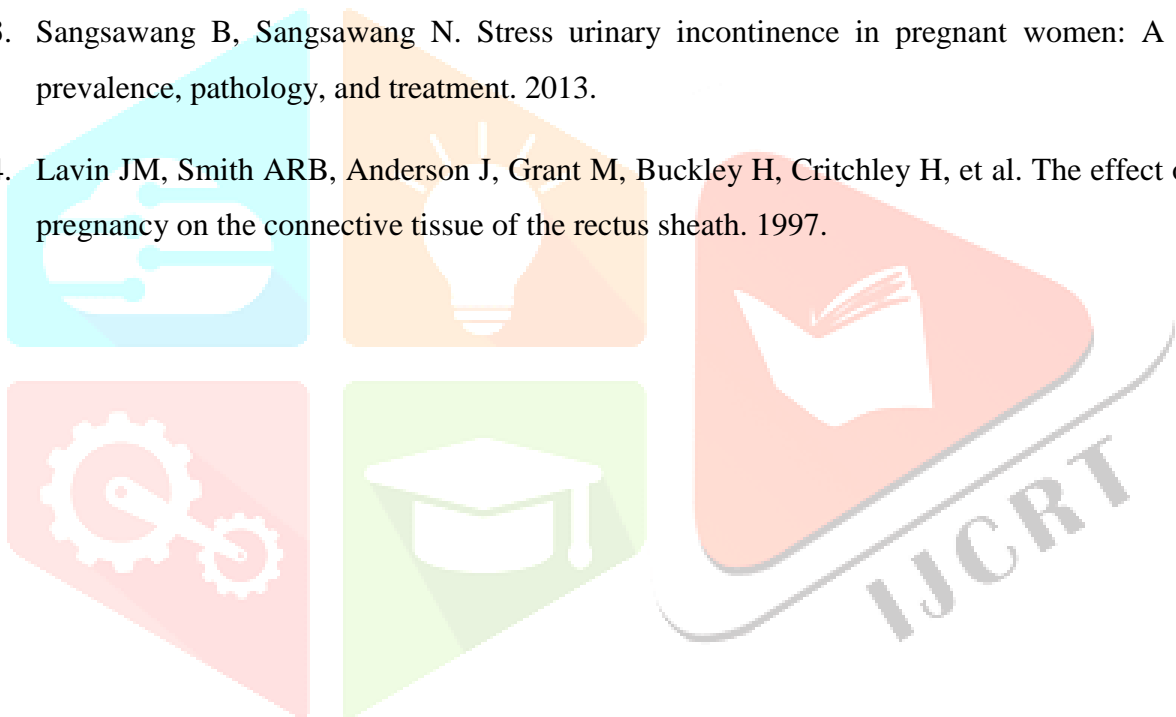 3. Sangsawang B, Sangsawang N. Stress urinary incontinence in pregnant women: A
prevalence, pathology, and treatment. 2013.
4. Lavin JM, Smith ARB, Anderson J, Grant M, Buckley H, Critchley H, et al. The effect
pregnancy on the connective tissue of the rectus sheath. 1997.
IJCRT